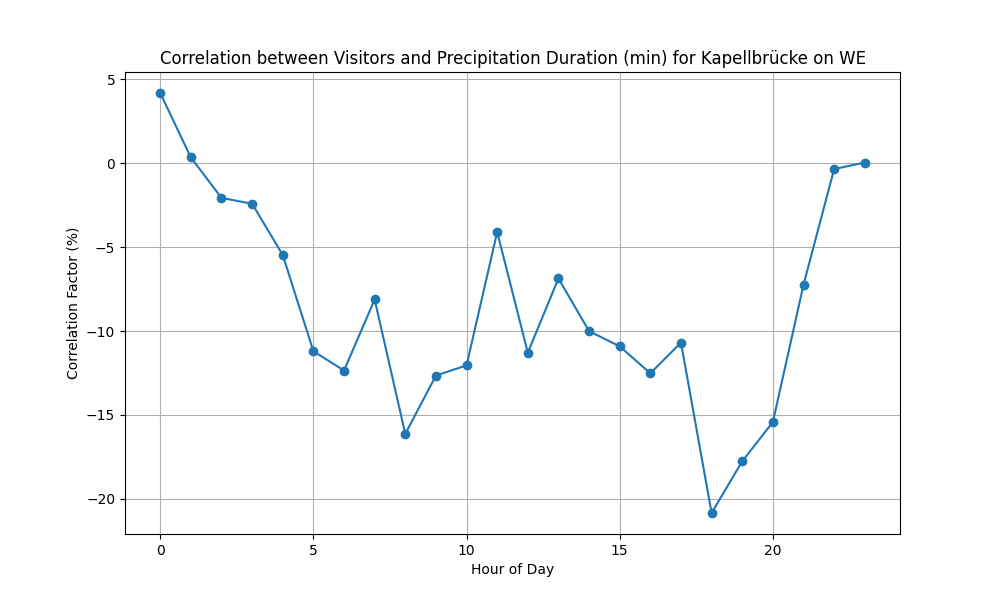 Correlation between Visitors and Precipitation Duration (min) for Kapellbrücke on WE
Correlation Factor (%)
5
0
−5
−10
−15
−20
0 5 10 15 20
Hour of Day